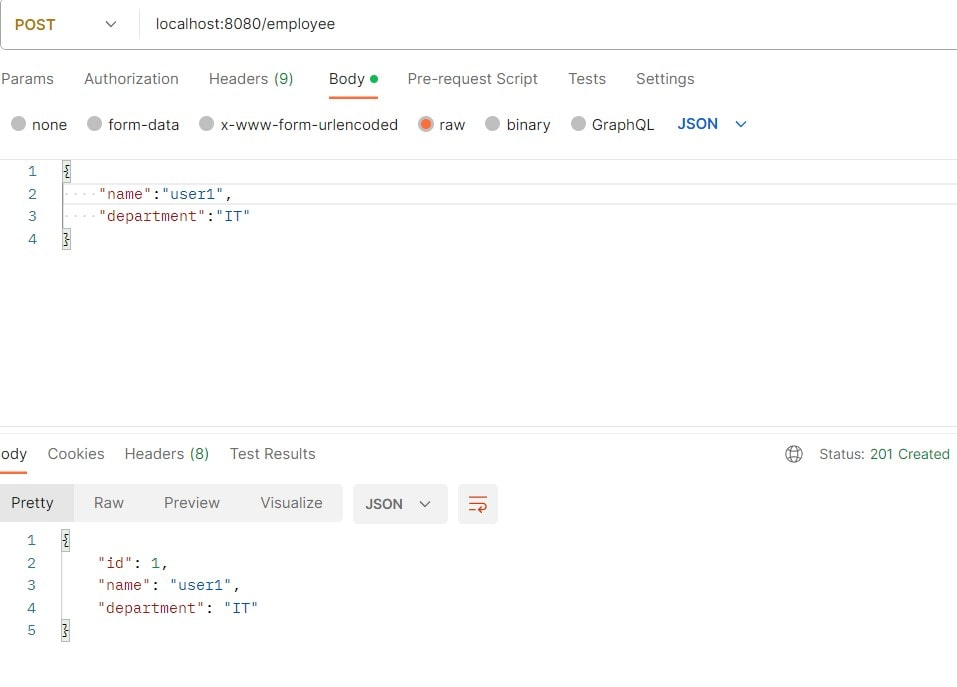 POST localhost:8080/employee
Params Authorization Headers (9) Body Pre-request Script Tests Settings
none form-data x-www-form-urlencoded raw binary GraphQL JSON
1 {
2 "name":"user1",
3 "department":"IT"
4 }
ody Cookies Headers (8) Test Results Status: 201 Created
Pretty Raw Preview Visualize JSON
1 {
2 "id": 1,
3 "name": "user1",
4 "department": "IT"
5 }